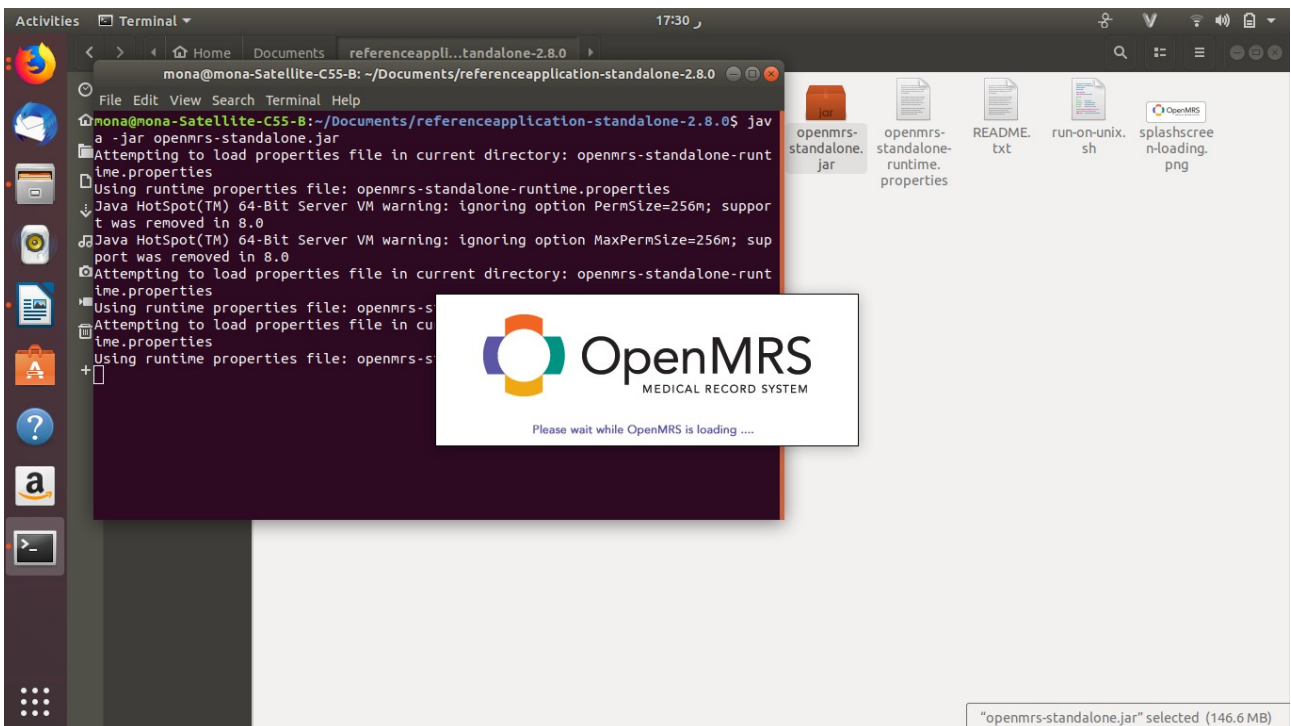 Activities
Terminal
17:30 ر
Home
Documents
referenceappli...tandalone-2.8.0
mona@mona-Satellite-C55-B: ~/Documents/referenceapplication-standalone-2.8.0
File Edit View Search Terminal Help
mona@mona-Satellite-C55-B:~/Documents/referenceapplication-standalone-2.8.0$ jav
a -jar openmrs-standalone.jar
Attempting to load properties file in current directory: openmrs-standalone-runt
ime.properties
Using runtime properties file: openmrs-standalone-runtime.properties
Java HotSpot(TM) 64-Bit Server VM warning: ignoring option PermSize=256m; suppor
t was removed in 8.0
Java HotSpot(TM) 64-Bit Server VM warning: ignoring option MaxPermSize=256m; sup
port was removed in 8.0
Attempting to load properties file in current directory: openmrs-standalone-runt
ime.properties
Using runtime properties file: openmrs-s
Attempting to load properties file in cu
ime.properties
Using runtime properties file: openmrs-s
OpenMRS
MEDICAL RECORD SYSTEM
Please wait while OpenMRS is loading ....
jar
openmrs-
standalone.
jar
openmrs-
standalone-
runtime.
properties
README.
txt
run-on-unix.
sh
OpenMRS
splashscree
n-loading.
png
"openmrs-standalone.jar" selected (146.6 MB)